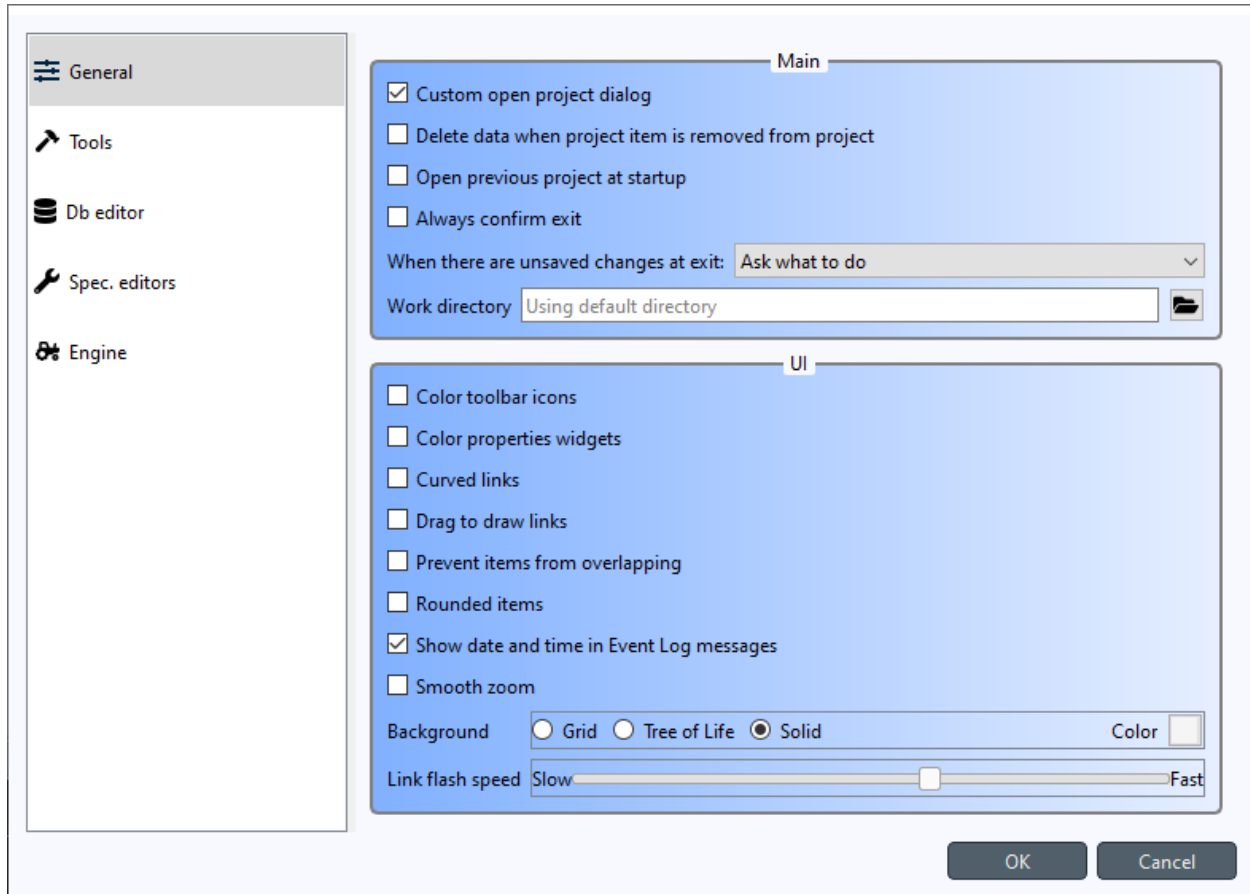 General
Tools
Db editor
Spec. editors
Engine
Main
Custom open project dialog
Delete data when project item is removed from project
Open previous project at startup
Always confirm exit
When there are unsaved changes at exit: Ask what to do
Work directory Using default directory
UI
Color toolbar icons
Color properties widgets
Curved links
Drag to draw links
Prevent items from overlapping
Rounded items
Show date and time in Event Log messages
Smooth zoom
Background Grid Tree of Life Solid Color
Link flash speed Slow Fast
OK Cancel